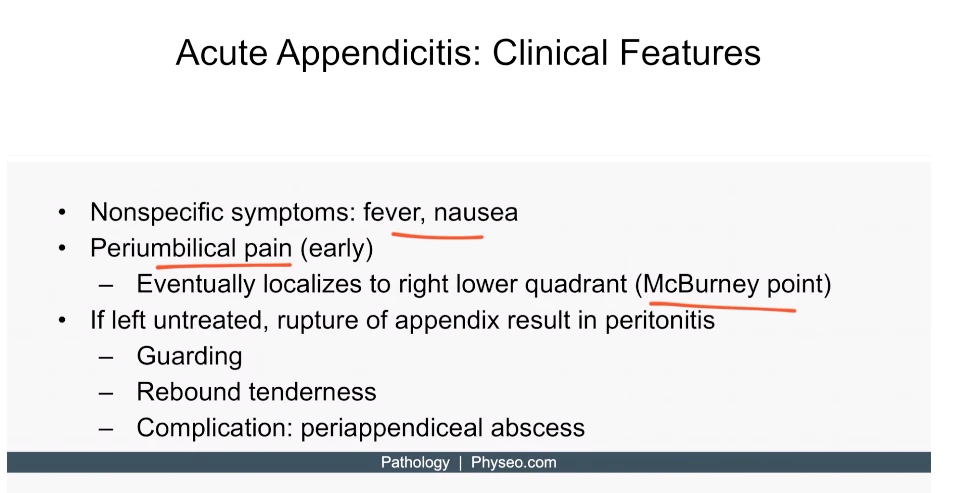 Acute Appendicitis: Clinical Features
• Nonspecific symptoms: fever, nausea
• Periumbilical pain (early)
– Eventually localizes to right lower quadrant (McBurney point)
• If left untreated, rupture of appendix result in peritonitis
– Guarding
– Rebound tenderness
– Complication: periappendiceal abscess
Pathology | Physeo.com